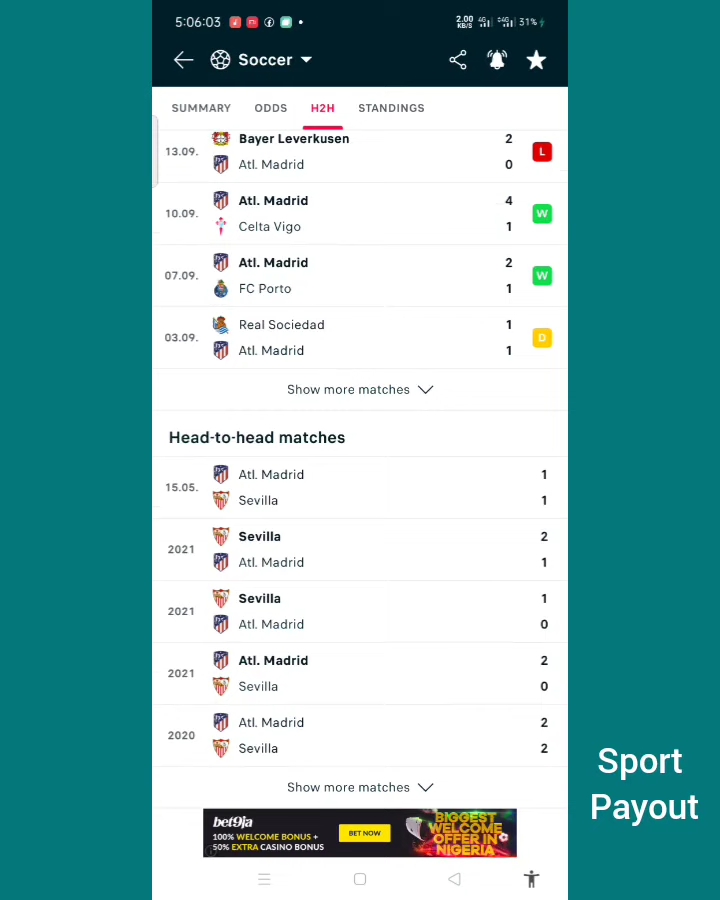 5:06:03
2.00 KB/S 4G 4G 31%
Soccer
SUMMARY ODDS H2H STANDINGS
13.09. Bayer Leverkusen 2 L
Atl. Madrid 0
10.09. Atl. Madrid 4 W
Celta Vigo 1
07.09. Atl. Madrid 2 W
FC Porto 1
03.09. Real Sociedad 1 D
Atl. Madrid 1
Show more matches
Head-to-head matches
15.05. Atl. Madrid 1
Sevilla 1
2021 Sevilla 2
Atl. Madrid 1
2021 Sevilla 1
Atl. Madrid 0
2021 Atl. Madrid 2
Sevilla 0
2020 Atl. Madrid 2
Sevilla 2
Show more matches
Sport
Payout
bet9ja
100% WELCOME BONUS +
50% EXTRA CASINO BONUS
BET NOW
BIGGEST
WELCOME
OFFER IN
NIGERIA